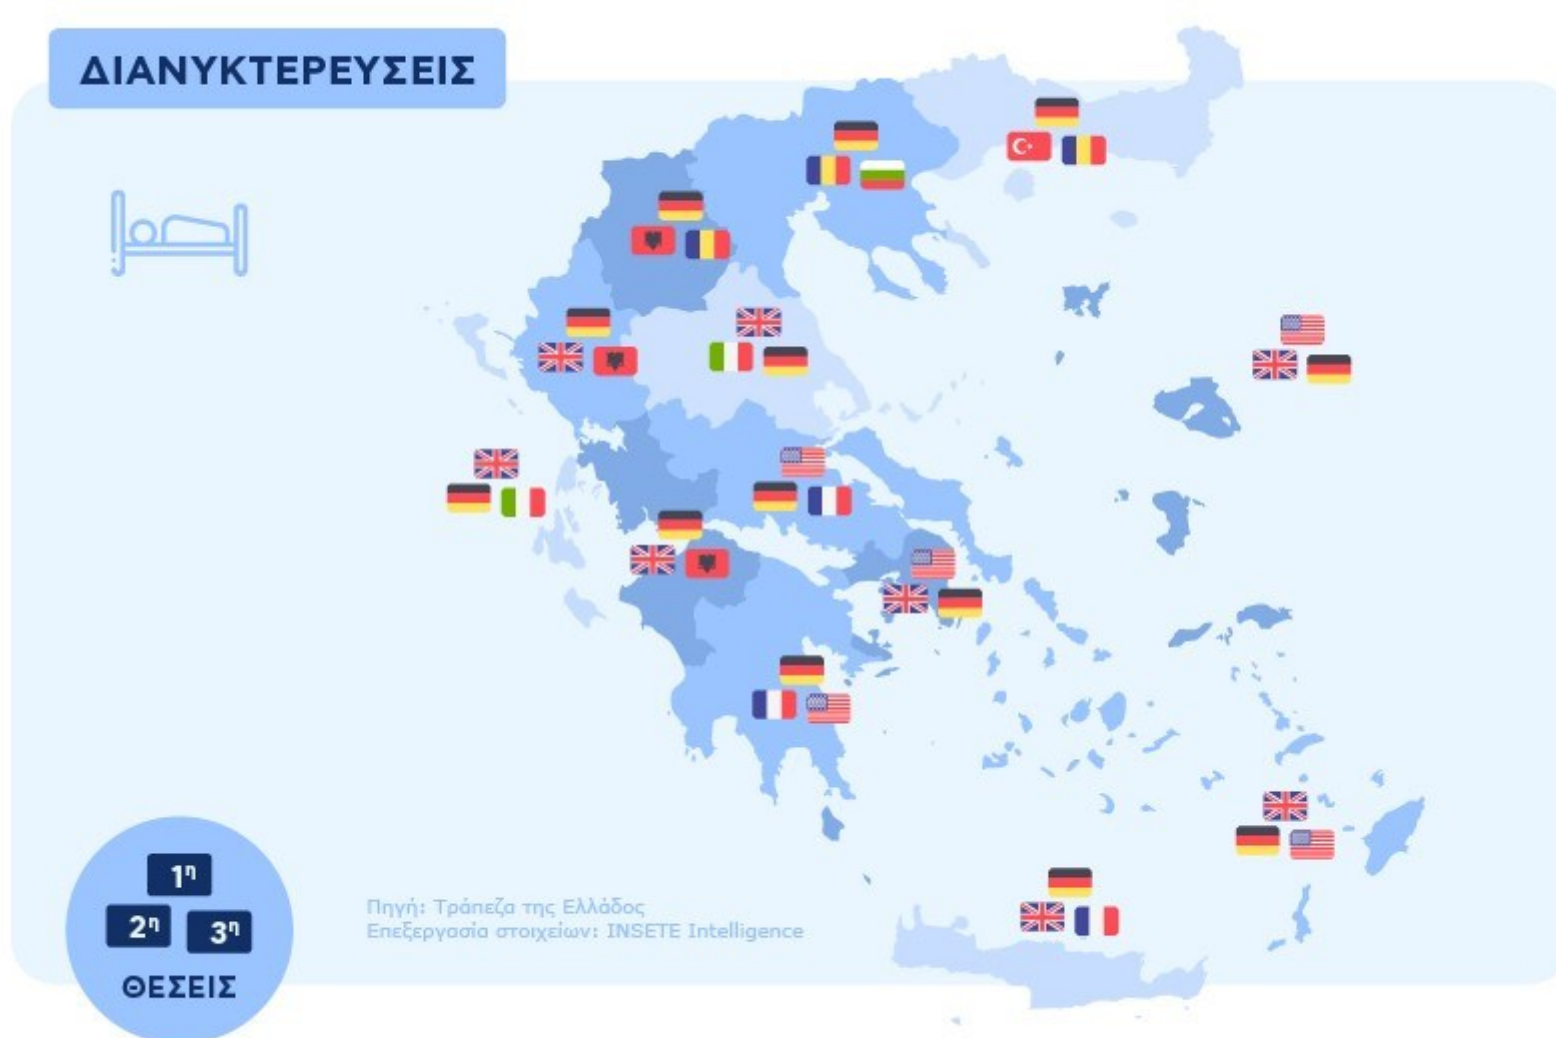 ΔΙΑΝΥΚΤΕΡΕΥΣΕΙΣ
1η
2η 3η
ΘΕΣΕΙΣ
Πηγή: Τράπεζα της Ελλάδος
Επεξεργασία στοιχείων: INSETE Intelligence